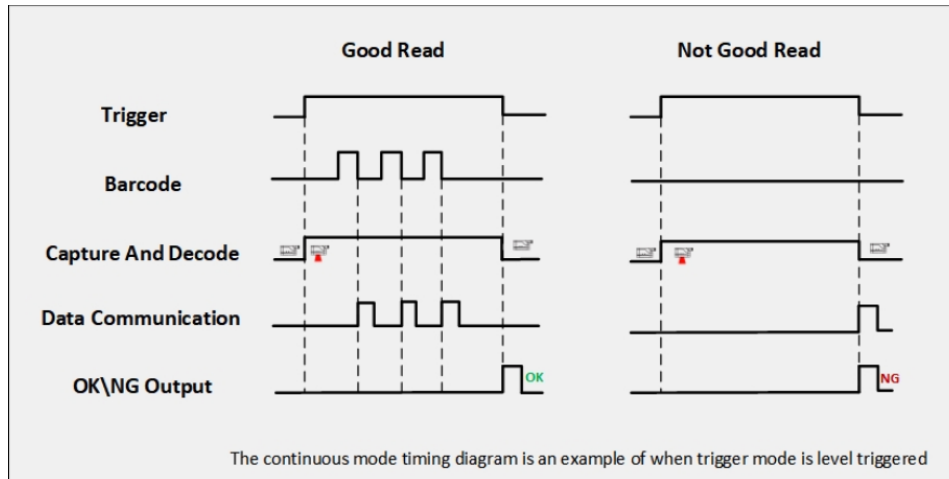 Good Read
Not Good Read
Trigger
Barcode
Capture And Decode
Data Communication
OK\NG Output
OK
NG
The continuous mode timing diagram is an example of when trigger mode is level triggered